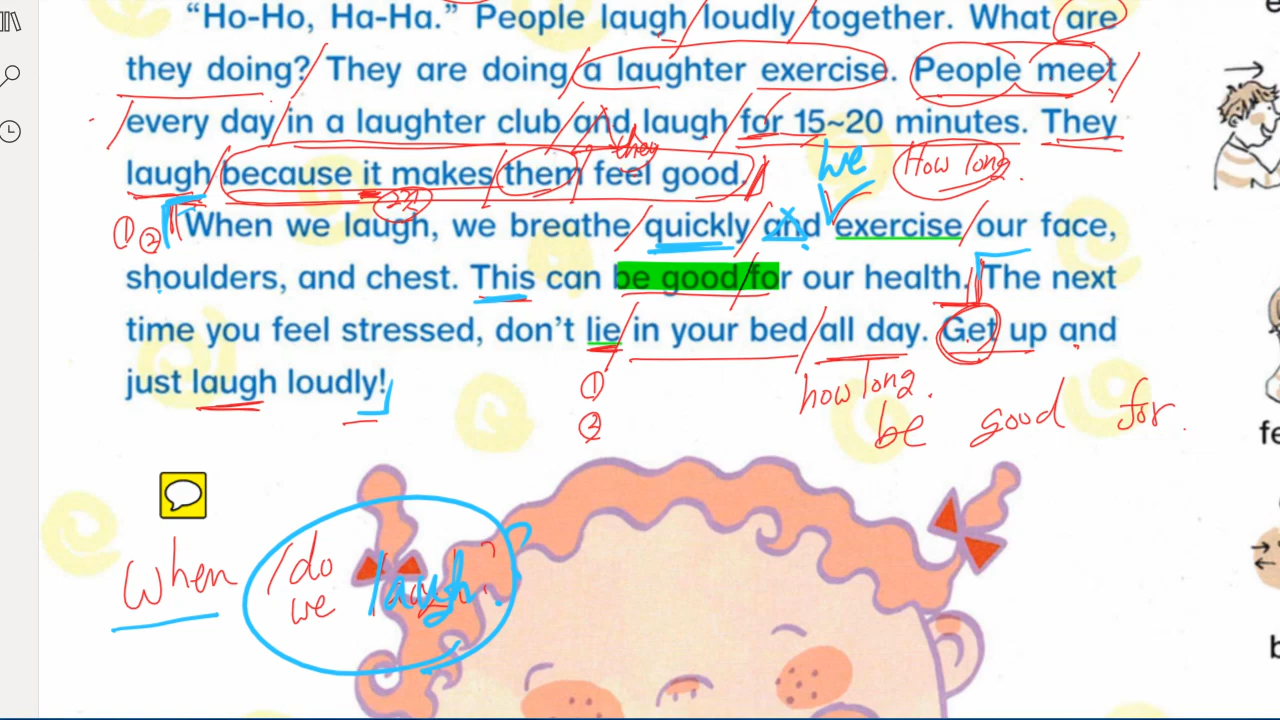 "Ho-Ho, Ha-Ha." People laugh loudly together. What are
they doing? They are doing a laughter exercise. People meet
every day in a laughter club and laugh for 15~20 minutes. They
they
laugh because it makes them feel good.
we
How long
① ②
When we laugh, we breathe quickly and exercise our face,
shoulders, and chest. This can be good for our health. The next
time you feel stressed, don't lie in your bed all day. Get up and
just laugh loudly!
①
②
how long.
be good for.
When do we laugh?